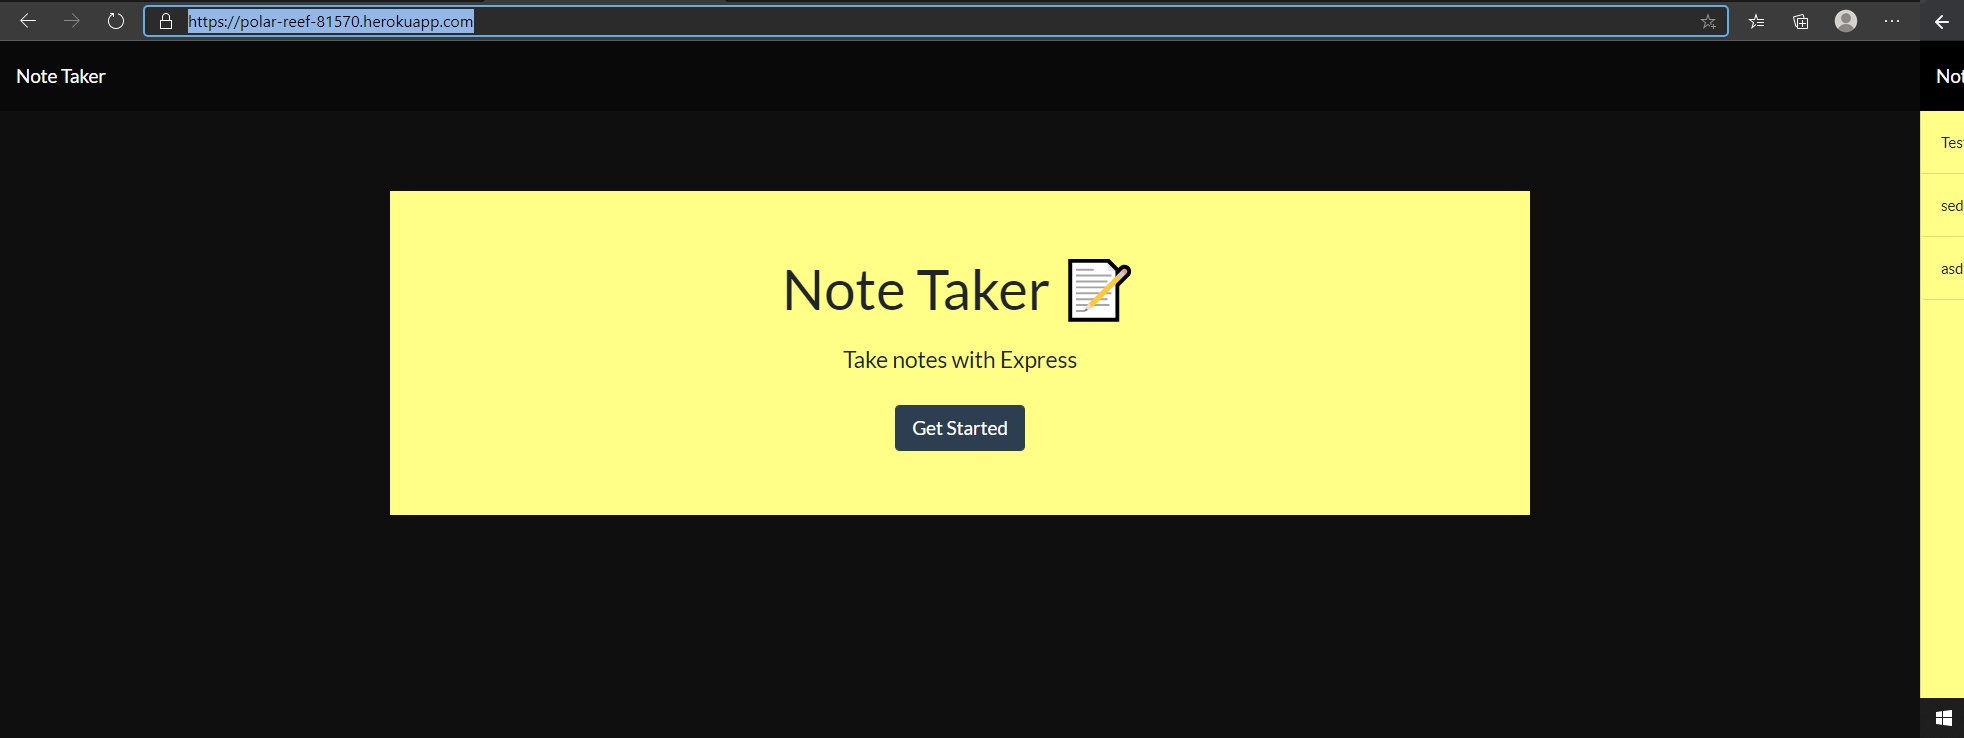 https://polar-reef-81570.herokuapp.com
Note Taker
Note Taker
Take notes with Express
Get Started
Not
Tes
sed
asd